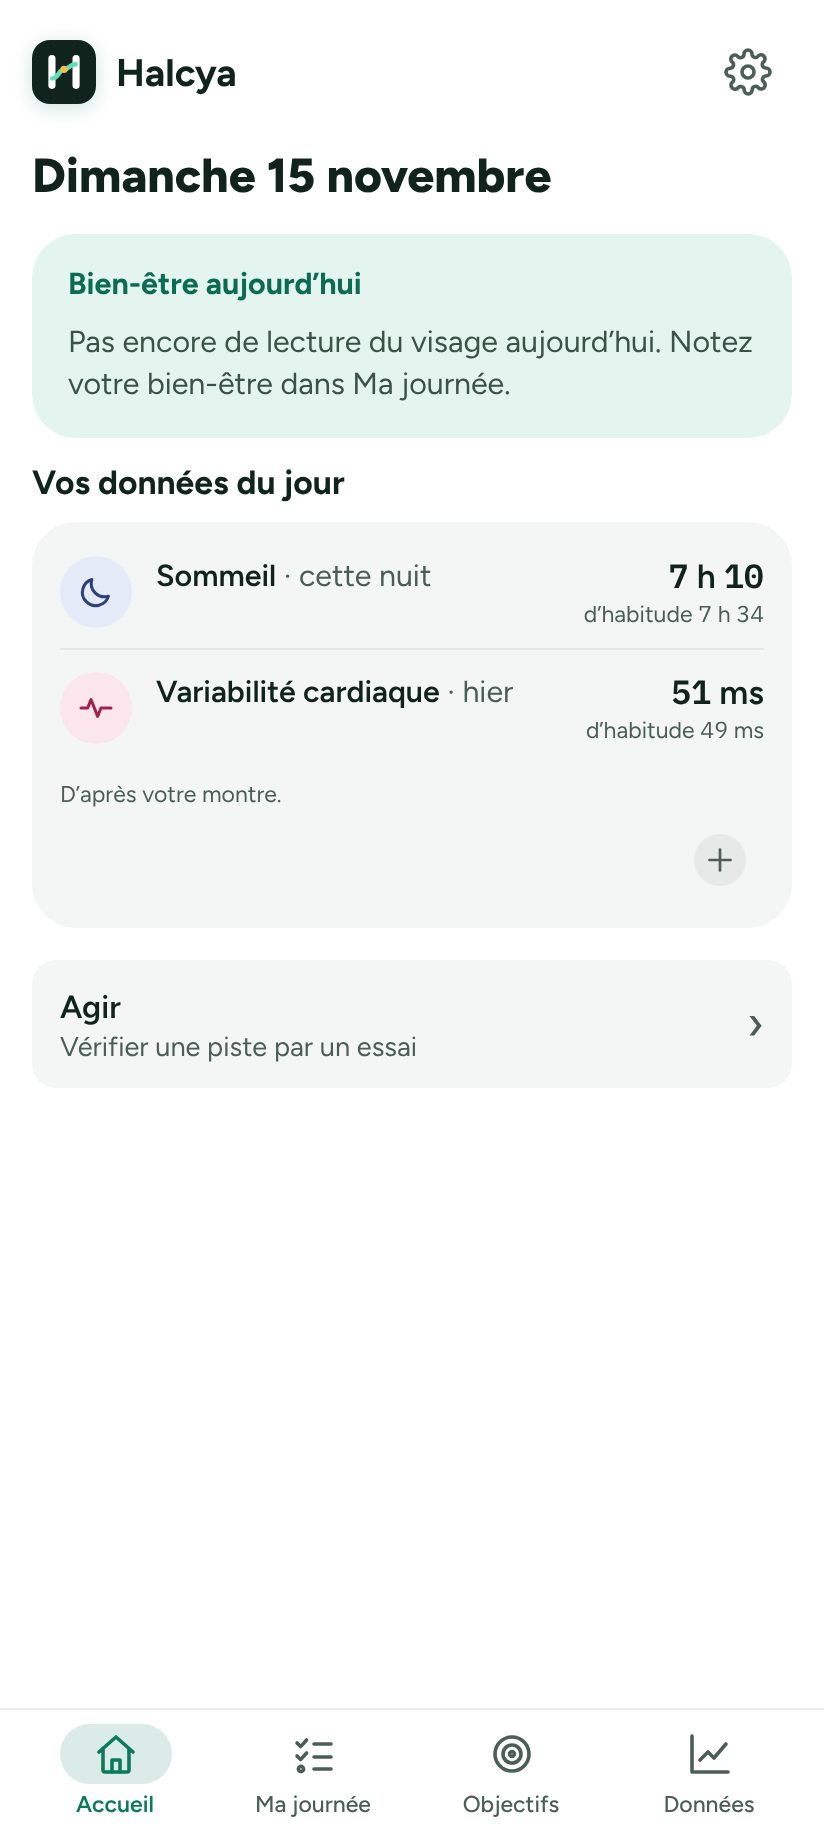 Halcya
Dimanche 15 novembre
Bien-être aujourd’hui
Pas encore de lecture du visage aujourd’hui. Notez
votre bien-être dans Ma journée.
Vos données du jour
Sommeil · cette nuit
7 h 10
d’habitude 7 h 34
Variabilité cardiaque · hier
51 ms
d’habitude 49 ms
D’après votre montre.
Agir
Vérifier une piste par un essai
Accueil
Ma journée
Objectifs
Données